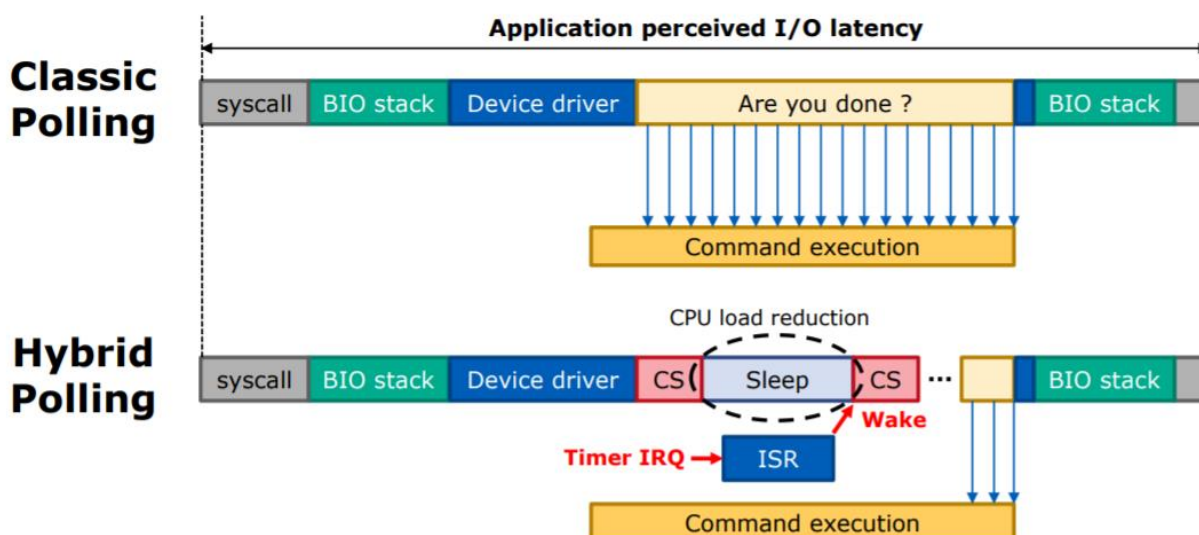 Application perceived I/O latency
Classic
Polling
syscall
BIO stack
Device driver
Are you done ?
BIO stack
Command execution
CPU load reduction
Hybrid
Polling
syscall
BIO stack
Device driver
CS
Sleep
CS
...
BIO stack
Wake
Timer IRQ
ISR
Command execution